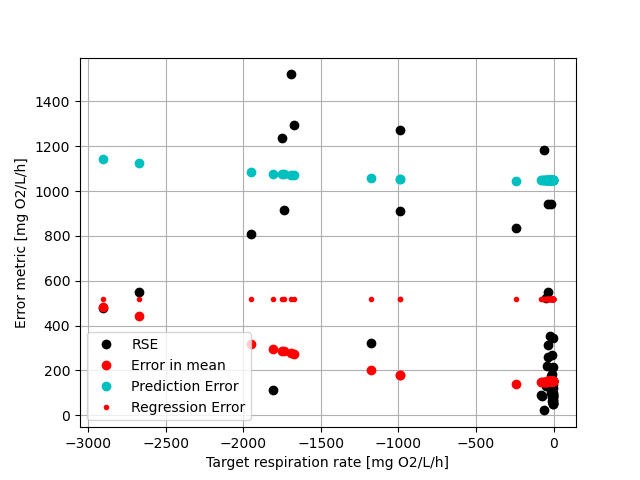 1400
1200
1000
800
600
400
200
0
Error metric [mg O2/L/h]
RSE
Error in mean
Prediction Error
Regression Error
−3000 −2500 −2000 −1500 −1000 −500 0
Target respiration rate [mg O2/L/h]